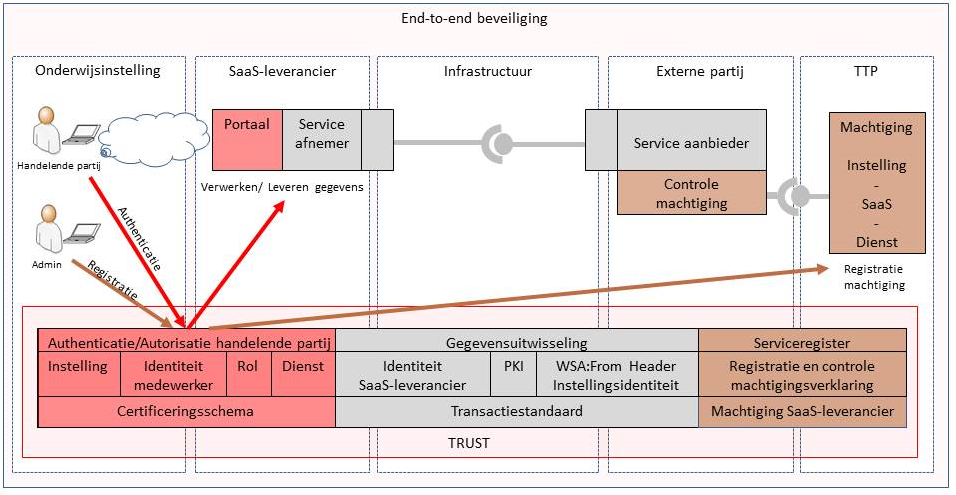 End-to-end beveiliging
Onderwijsinstelling
SaaS-leverancier
Infrastructuur
Externe partij
TTP
Handelende partij
Admin
Authenticatie
Registratie
Portaal
Service
afnemer
Verwerken/ Leveren gegevens
Service aanbieder
Controle
machtiging
Machtiging
Instelling
-
SaaS
-
Dienst
Registratie
machtiging
Authenticatie/Autorisatie handelende partij
Gegevensuitwisseling
Serviceregister
Instelling
Identiteit
medewerker
Rol
Dienst
Identiteit
SaaS-leverancier
PKI
WSA:From Header
Instellingsidentiteit
Registratie en controle
machtigingsverklaring
Certificeringsschema
Transactiestandaard
Machtiging SaaS-leverancier
TRUST